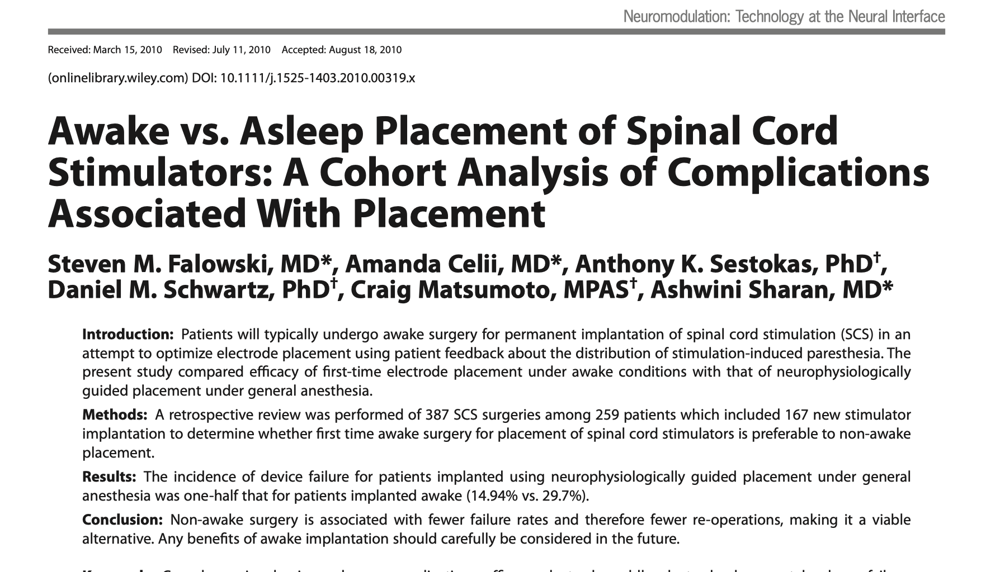 Neuromodulation: Technology at the Neural Interface
Received: March 15, 2010 Revised: July 11, 2010 Accepted: August 18, 2010
(onlinelibrary.wiley.com) DOI: 10.1111/j.1525-1403.2010.00319.x
Awake vs. Asleep Placement of Spinal Cord
Stimulators: A Cohort Analysis of Complications
Associated With Placement
Steven M. Falowski, MD*, Amanda Celii, MD*, Anthony K. Sestokas, PhD†,
Daniel M. Schwartz, PhD†, Craig Matsumoto, MPAS†, Ashwini Sharan, MD*
Introduction: Patients will typically undergo awake surgery for permanent implantation of spinal cord stimulation (SCS) in an
attempt to optimize electrode placement using patient feedback about the distribution of stimulation-induced paresthesia. The
present study compared efficacy of first-time electrode placement under awake conditions with that of neurophysiologically
guided placement under general anesthesia.
Methods: A retrospective review was performed of 387 SCS surgeries among 259 patients which included 167 new stimulator
implantation to determine whether first time awake surgery for placement of spinal cord stimulators is preferable to non-awake
placement.
Results: The incidence of device failure for patients implanted using neurophysiologically guided placement under general
anesthesia was one-half that for patients implanted awake (14.94% vs. 29.7%).
Conclusion: Non-awake surgery is associated with fewer failure rates and therefore fewer re-operations, making it a viable
alternative. Any benefits of awake implantation should carefully be considered in the future.